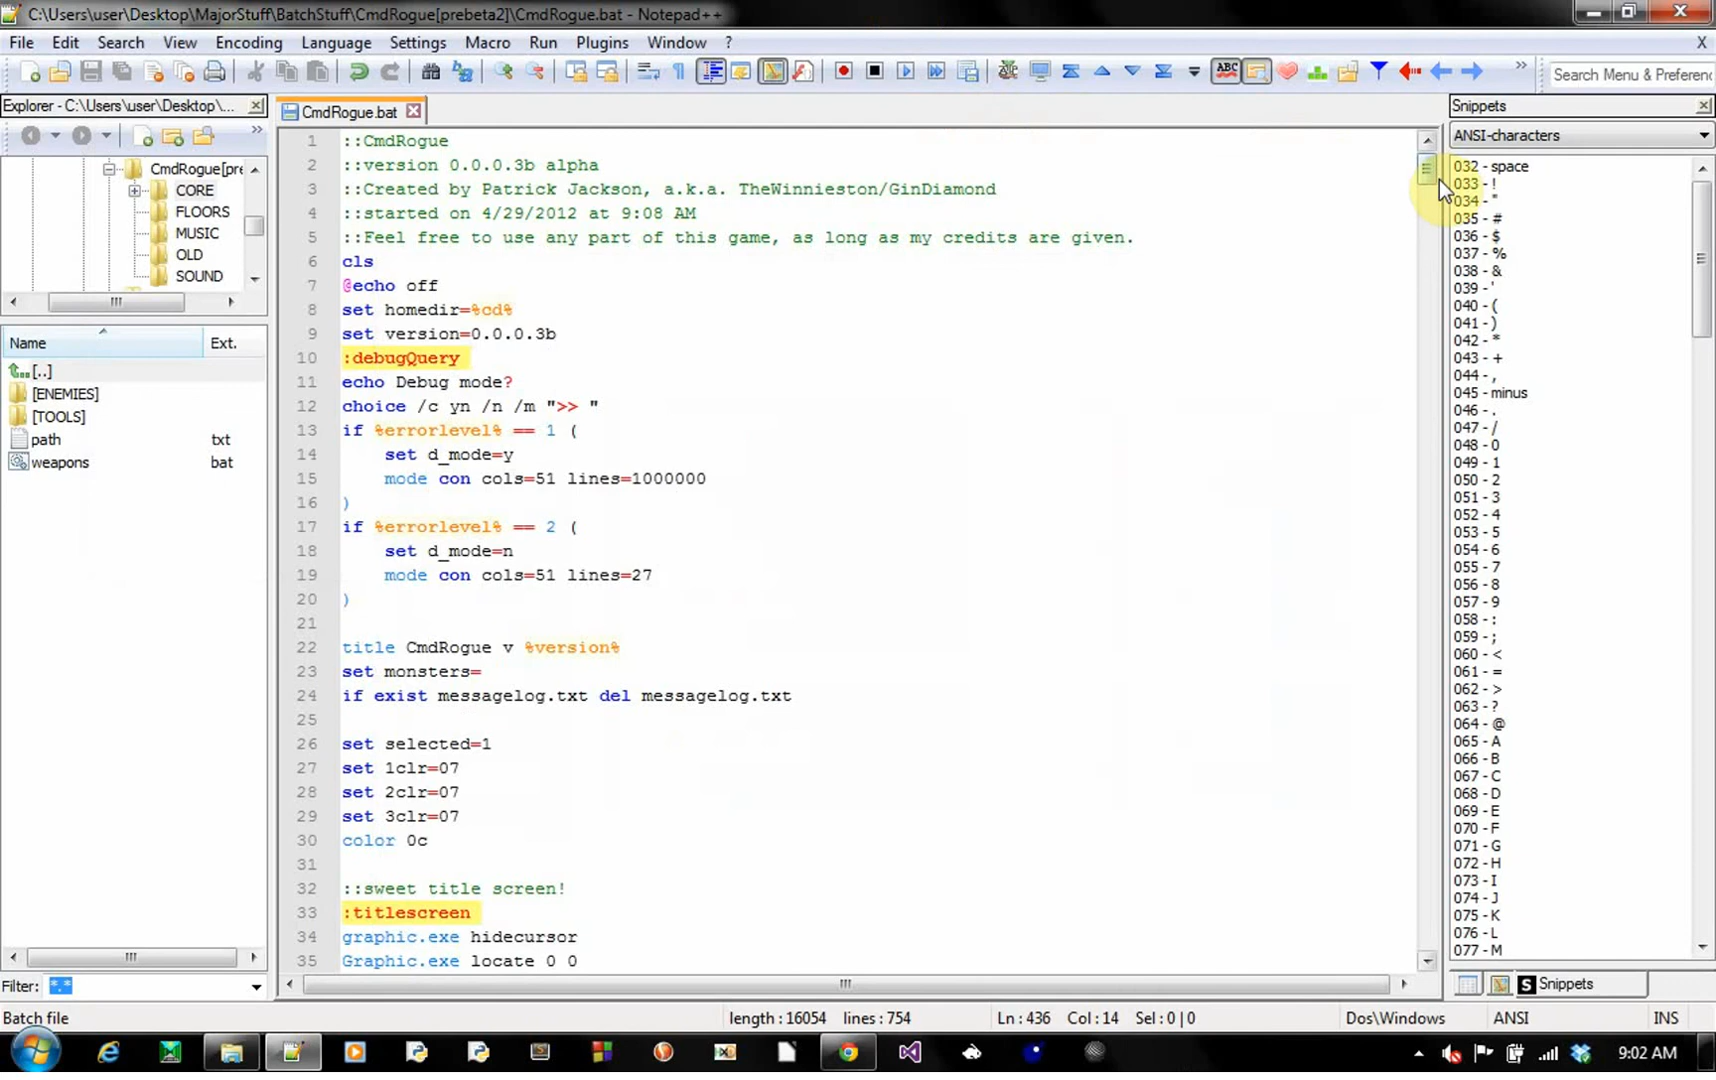 C:\Users\user\Desktop\MajorStuff\BatchStuff\CmdRogue[prebeta2]\CmdRogue.bat - Notepad++
File Edit Search View Encoding Language Settings Macro Run Plugins Window ? X
ABC
Search Menu & Preferenc
Explorer - C:\Users\user\Desktop\...
CmdRogue[pre
CORE
FLOORS
MUSIC
OLD
SOUND
Name Ext.
[..]
[ENEMIES]
[TOOLS]
path txt
weapons bat
Filter: *.*
CmdRogue.bat
1 ::CmdRogue
2 ::version 0.0.0.3b alpha
3 ::Created by Patrick Jackson, a.k.a. TheWinnieston/GinDiamond
4 ::started on 4/29/2012 at 9:08 AM
5 ::Feel free to use any part of this game, as long as my credits are given.
6 cls
7 @echo off
8 set homedir=%cd%
9 set version=0.0.0.3b
10 :debugQuery
11 echo Debug mode?
12 choice /c yn /n /m ">> "
13 if %errorlevel% == 1 (
14 set d_mode=y
15 mode con cols=51 lines=1000000
16 )
17 if %errorlevel% == 2 (
18 set d_mode=n
19 mode con cols=51 lines=27
20 )
21
22 title CmdRogue v %version%
23 set monsters=
24 if exist messagelog.txt del messagelog.txt
25
26 set selected=1
27 set 1clr=07
28 set 2clr=07
29 set 3clr=07
30 color 0c
31
32 ::sweet title screen!
33 :titlescreen
34 graphic.exe hidecursor
35 Graphic.exe locate 0 0
Snippets
ANSI-characters
032 - space
033 - !
034 - "
035 - #
036 - $
037 - %
038 - &
039 - '
040 - (
041 - )
042 - *
043 - +
044 - ,
045 - minus
046 - .
047 - /
048 - 0
049 - 1
050 - 2
051 - 3
052 - 4
053 - 5
054 - 6
055 - 7
056 - 8
057 - 9
058 - :
059 - ;
060 - <
061 - =
062 - >
063 - ?
064 - @
065 - A
066 - B
067 - C
068 - D
069 - E
070 - F
071 - G
072 - H
073 - I
074 - J
075 - K
076 - L
077 - M
S Snippets
Batch file length : 16054 lines : 754 Ln : 436 Col : 14 Sel : 0 | 0 Dos\Windows ANSI INS
9:02 AM